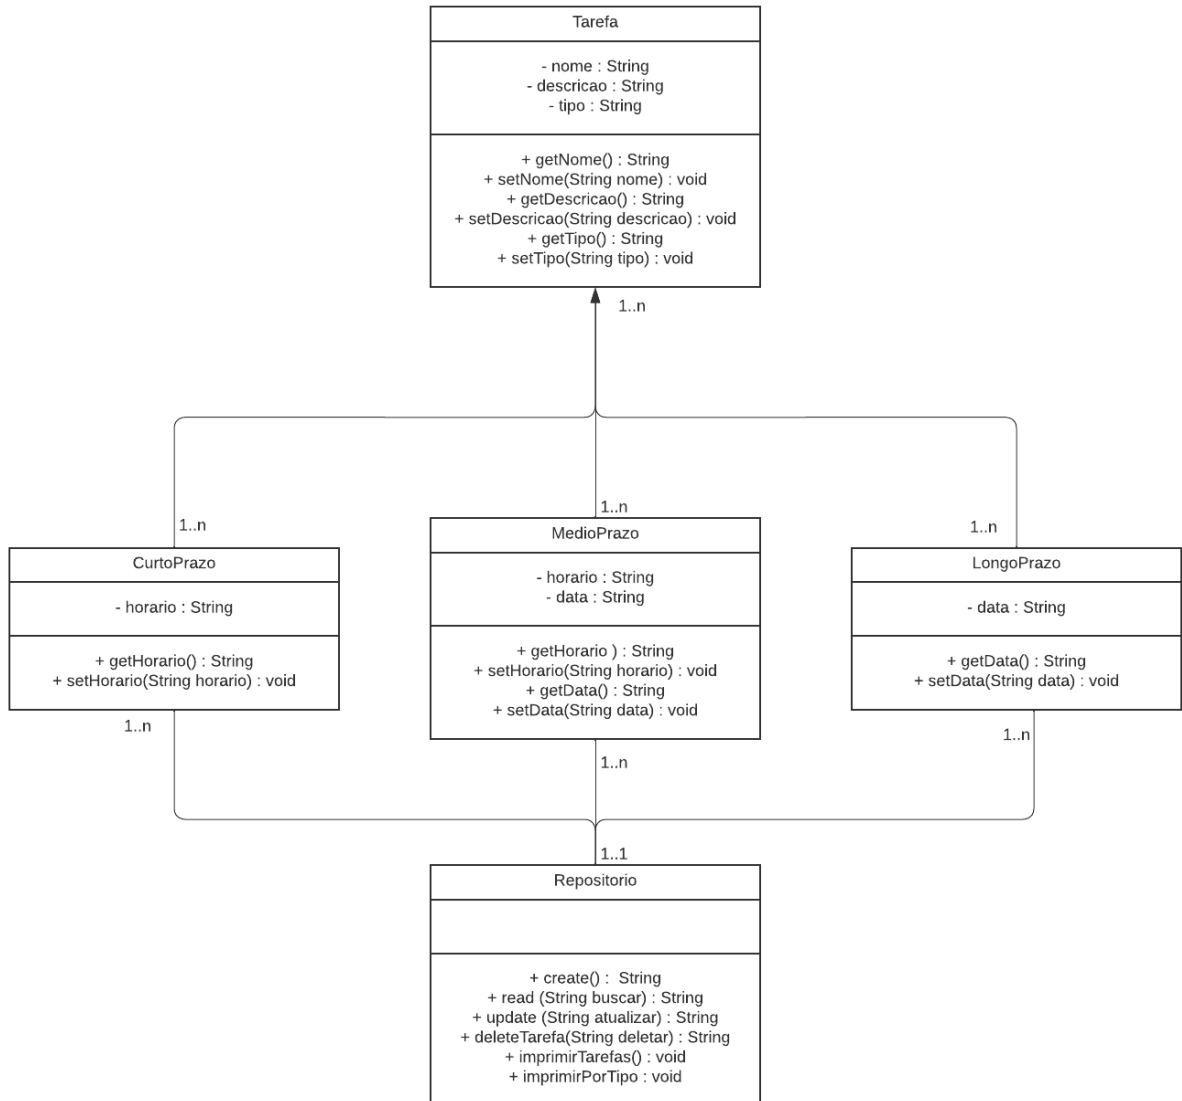 Tarefa
- nome : String
- descricao : String
- tipo : String
+ getNome() : String
+ setNome(String nome) : void
+ getDescricao() : String
+ setDescricao(String descricao) : void
+ getTipo() : String
+ setTipo(String tipo) : void
1..n
1..n
1..n
1..n
CurtoPrazo
- horario : String
+ getHorario() : String
+ setHorario(String horario) : void
1..n
MedioPrazo
- horario : String
- data : String
+ getHorario ) : String
+ setHorario(String horario) : void
+ getData() : String
+ setData(String data) : void
1..n
LongoPrazo
- data : String
+ getData() : String
+ setData(String data) : void
1..n
1..1
Repositorio
+ create() :  String
+ read (String buscar) : String
+ update (String atualizar) : String
+ deleteTarefa(String deletar) : String
+ imprimirTarefas() : void
+ imprimirPorTipo : void